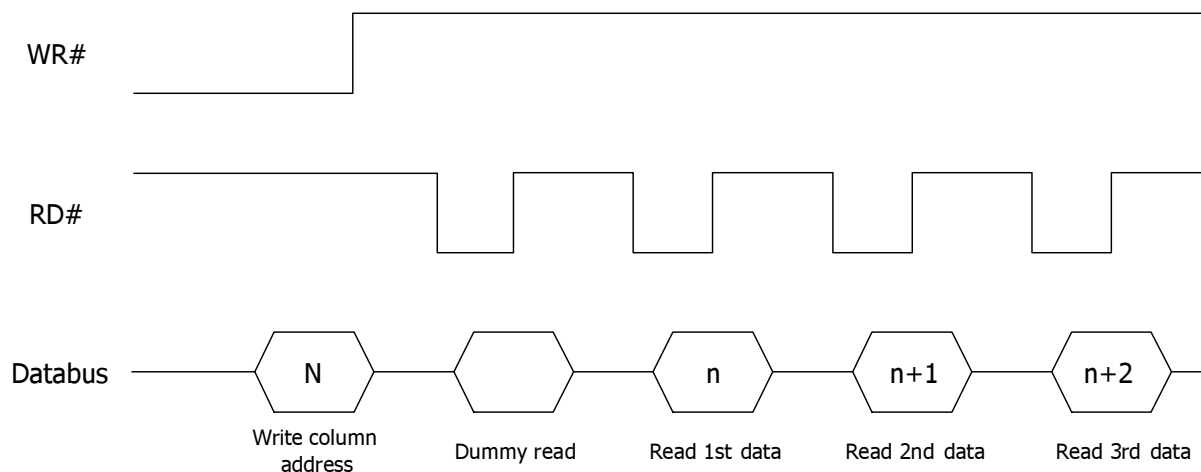 WR#
RD#
Databus
N
n
n+1
n+2
Write column
address
Dummy read
Read 1st data
Read 2nd data
Read 3rd data